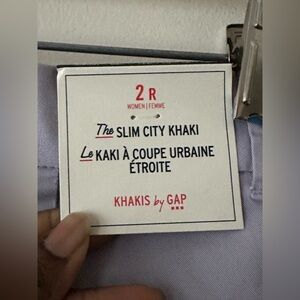 2 R
WOMEN | FEMME
The SLIM CITY KHAKI
Le KAKI À COUPE URBAINE
ÉTROITE
KHAKIS by GAP